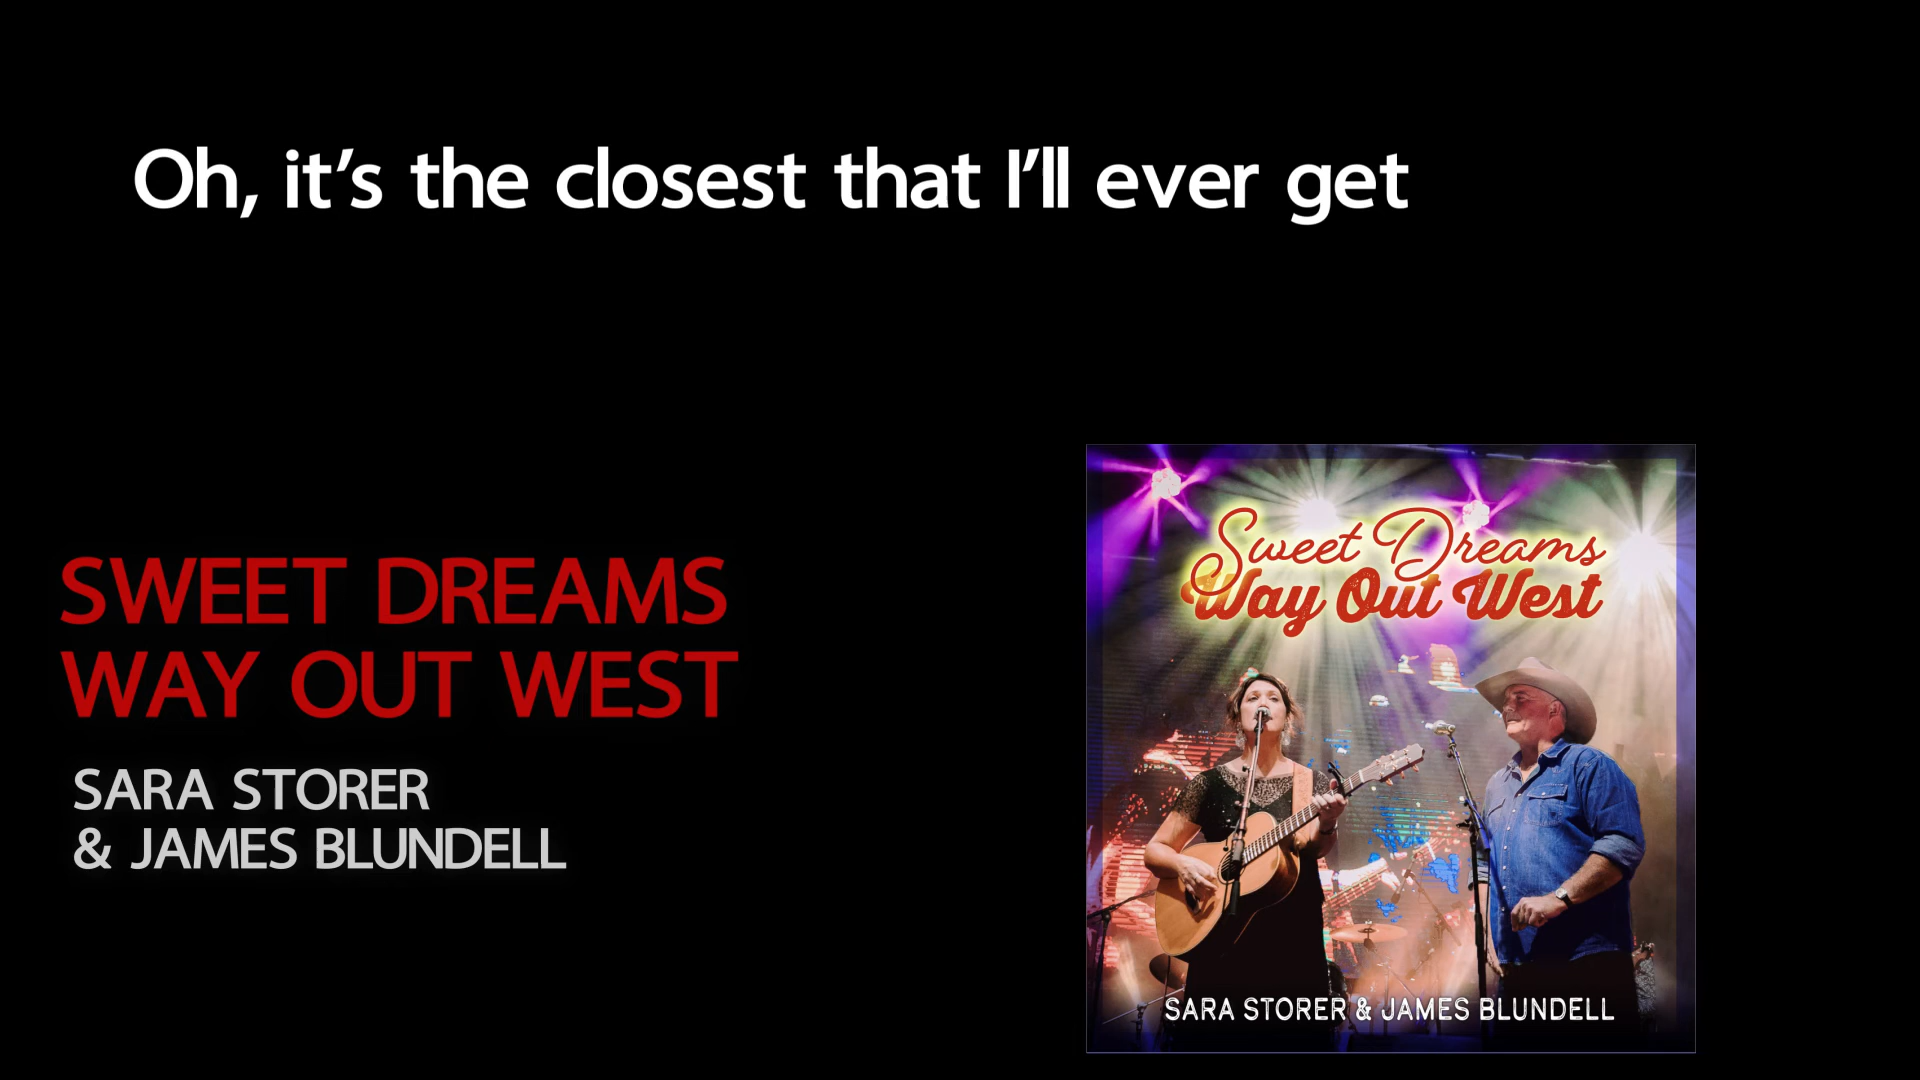 Oh, it’s the closest that I’ll ever get
SWEET DREAMS
WAY OUT WEST
SARA STORER
& JAMES BLUNDELL
Sweet Dreams
Way Out West
SARA STORER & JAMES BLUNDELL